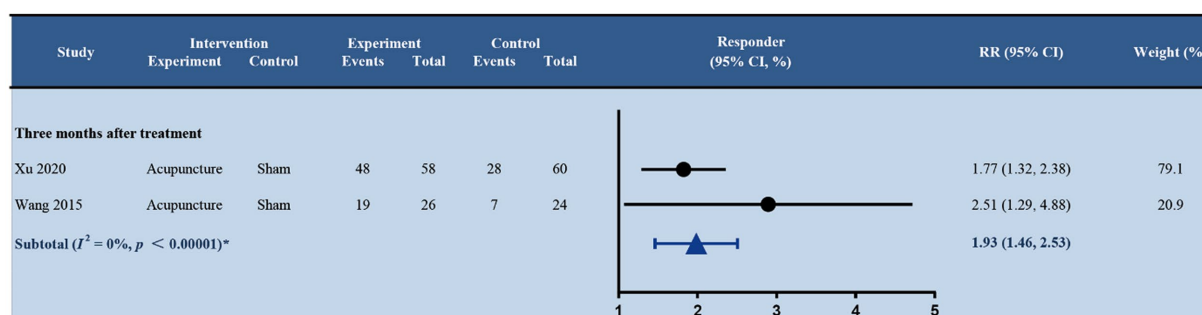 Study Intervention Experiment Control Responder RR (95% CI) Weight (%
Experiment Control Events Total Events Total (95% CI, %)
Three months after treatment
Xu 2020 Acupuncture Sham 48 58 28 60 1.77 (1.32, 2.38) 79.1
Wang 2015 Acupuncture Sham 19 26 7 24 2.51 (1.29, 4.88) 20.9
Subtotal (I² = 0%, p < 0.00001)* 1.93 (1.46, 2.53)
1 2 3 4 5